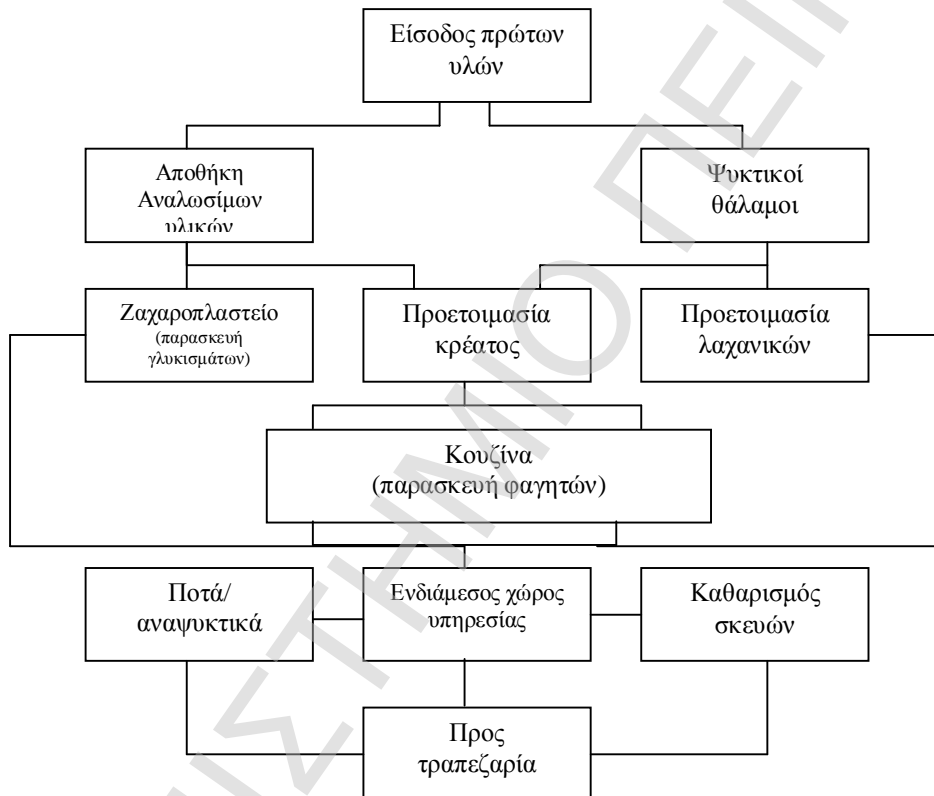 Είσοδος πρώτων
υλών
Αποθήκη
Αναλωσίμων
υλικών
Ψυκτικοί
θάλαμοι
Ζαχαροπλαστείο
(παρασκευή
γλυκισμάτων)
Προετοιμασία
κρέατος
Προετοιμασία
λαχανικών
Κουζίνα
(παρασκευή φαγητών)
Ποτά/
αναψυκτικά
Ενδιάμεσος χώρος
υπηρεσίας
Καθαρισμός
σκευών
Προς
τραπεζαρία